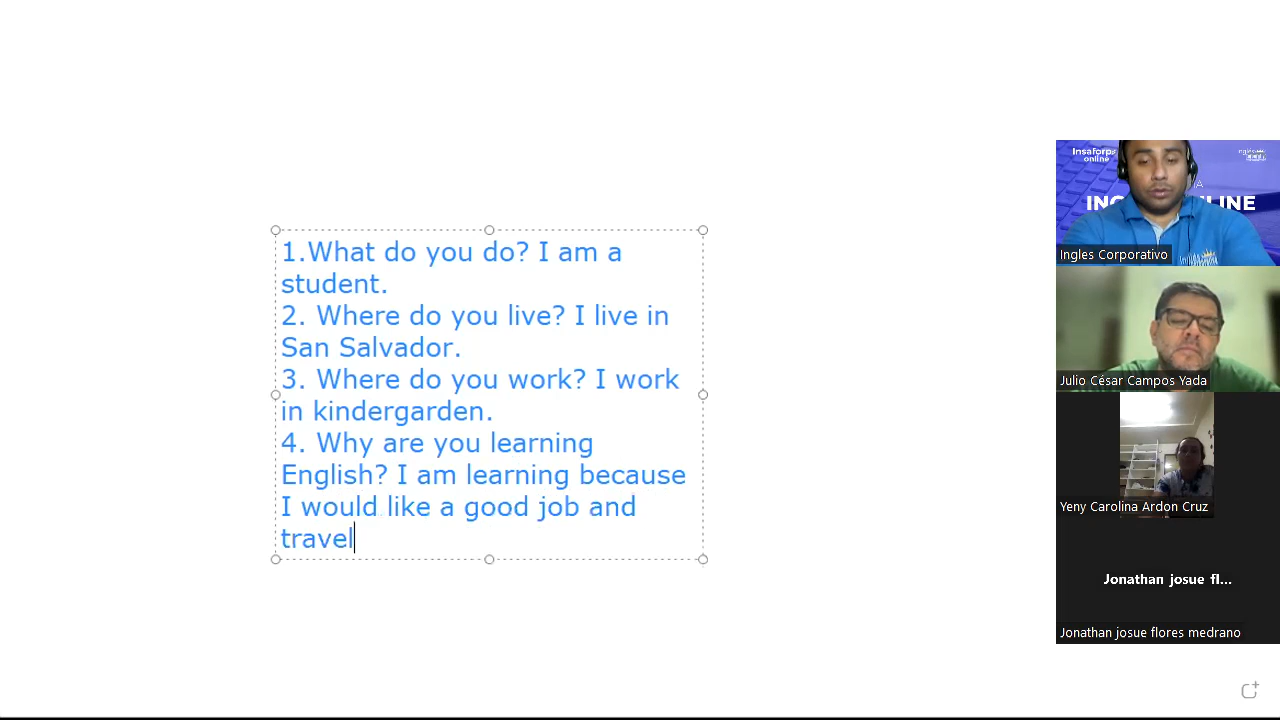 1.What do you do? I am a
student.
2. Where do you live? I live in
San Salvador.
3. Where do you work? I work
in kindergarden.
4. Why are you learning
English? I am learning because
I would like a good job and
travel
Insaforp
online
Ingles Corporativo
Julio César Campos Yada
Yeny Carolina Ardon Cruz
Jonathan josue fl...
Jonathan josue flores medrano